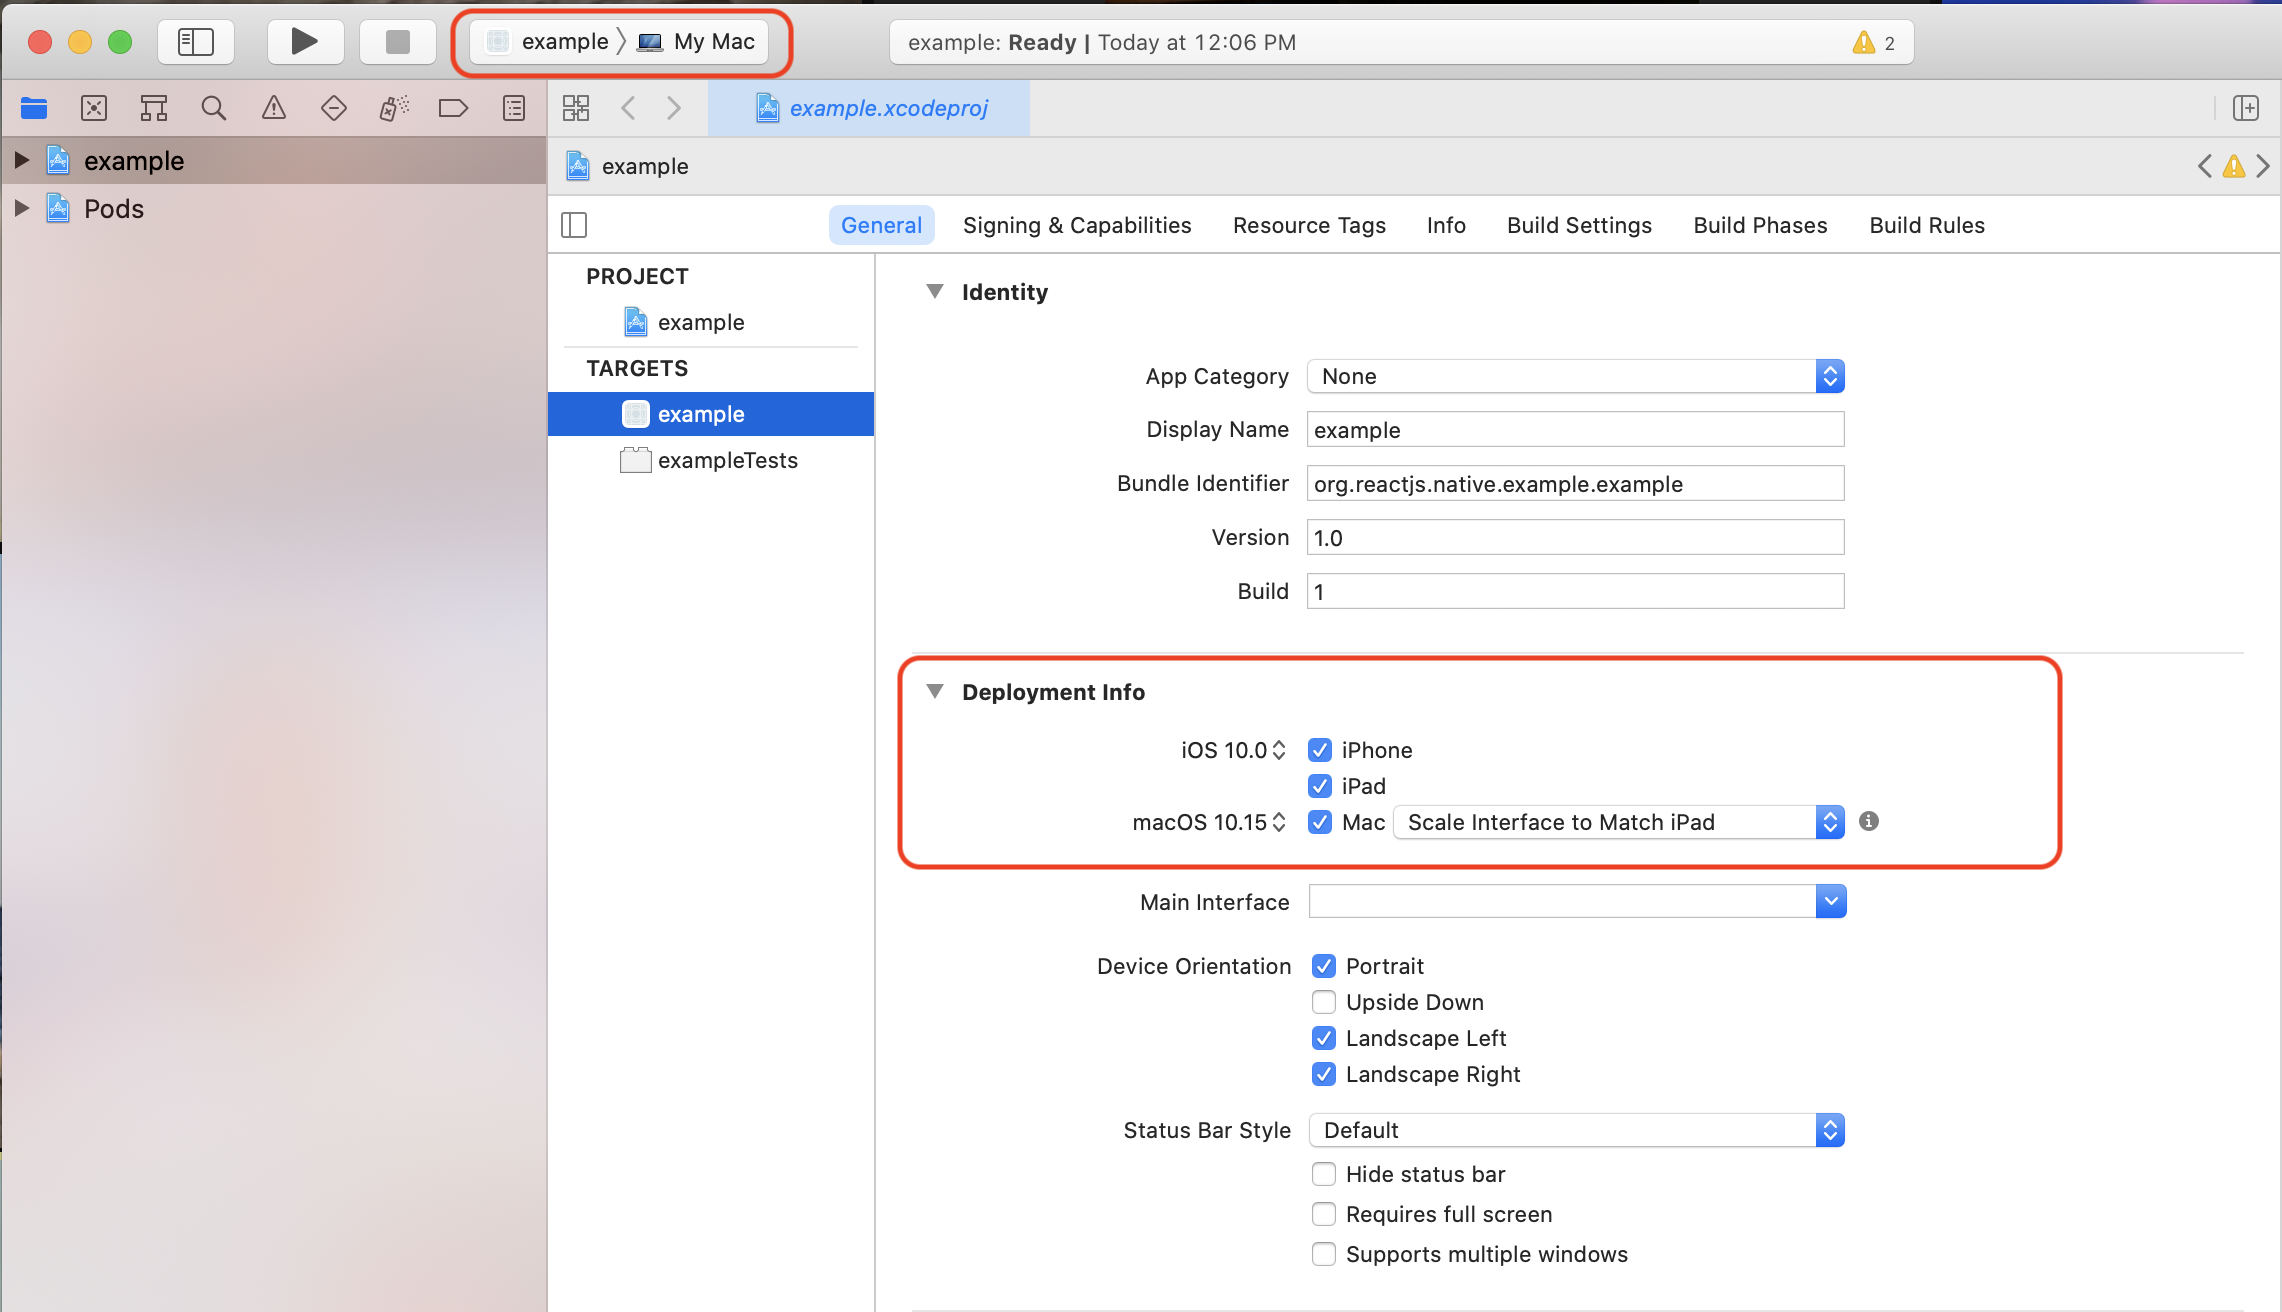 example 〉 My Mac
example: Ready | Today at 12:06 PM
2
example.xcodeproj
example
Pods
example
General
Signing & Capabilities
Resource Tags
Info
Build Settings
Build Phases
Build Rules
PROJECT
example
TARGETS
example
exampleTests
Identity
App Category None
Display Name example
Bundle Identifier org.reactjs.native.example.example
Version 1.0
Build 1
Deployment Info
iOS 10.0 iPhone
iPad
macOS 10.15 Mac Scale Interface to Match iPad
Main Interface
Device Orientation Portrait
Upside Down
Landscape Left
Landscape Right
Status Bar Style Default
Hide status bar
Requires full screen
Supports multiple windows